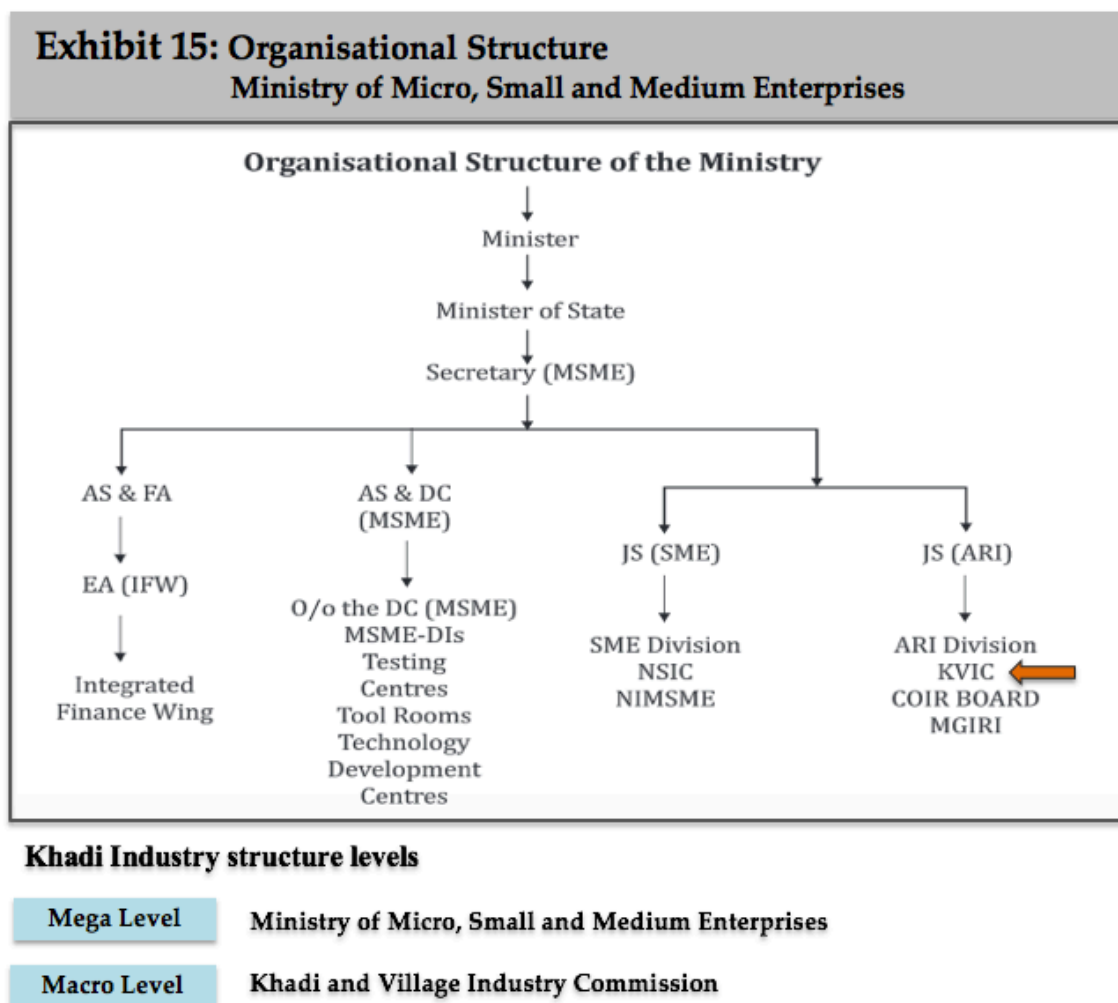 Exhibit 15: Organisational Structure
Ministry of Micro, Small and Medium Enterprises
Organisational Structure of the Ministry
Minister
Minister of State
Secretary (MSME)
AS & FA
EA (IFW)
Integrated
Finance Wing
AS & DC
(MSME)
O/o the DC (MSME)
MSME-DIs
Testing
Centres
Tool Rooms
Technology
Development
Centres
JS (SME)
SME Division
NSIC
NIMSME
JS (ARI)
ARI Division
KVIC
COIR BOARD
MGIRI
Khadi Industry structure levels
Mega Level Ministry of Micro, Small and Medium Enterprises
Macro Level Khadi and Village Industry Commission